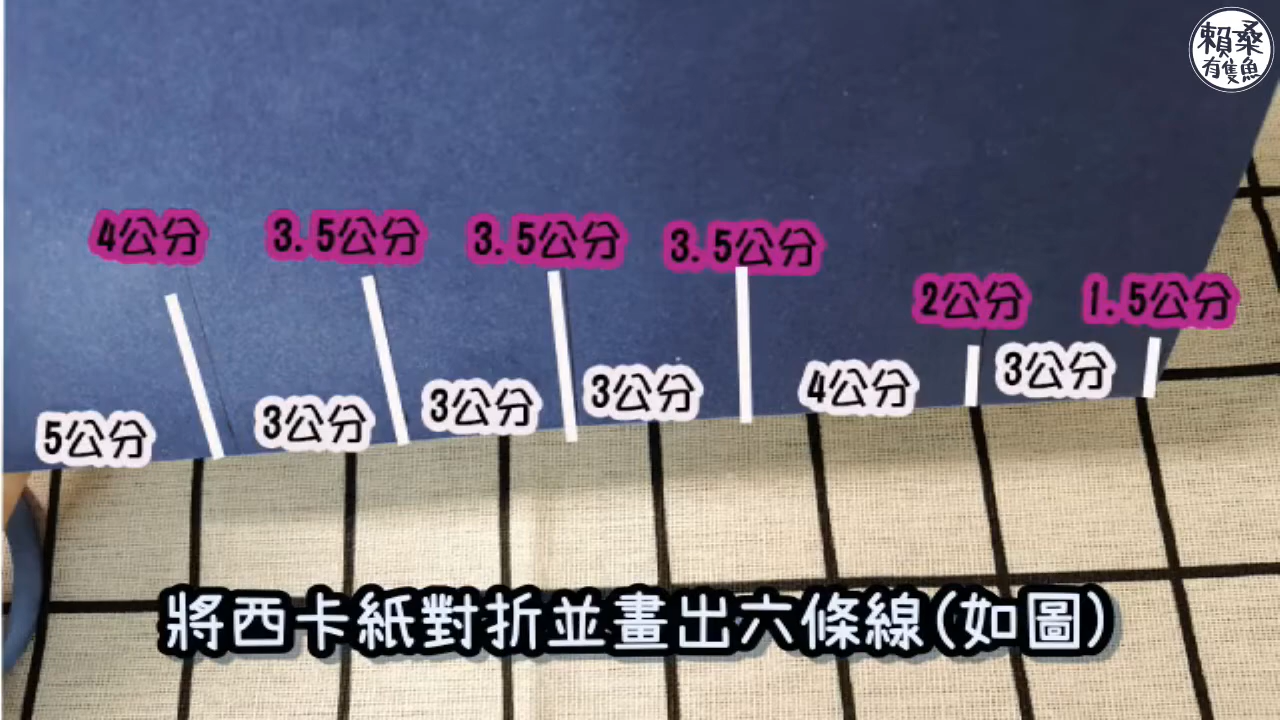 賴桑
有隻魚
4公分
3.5公分
3.5公分
3.5公分
2公分
1.5公分
5公分
3公分
3公分
3公分
4公分
3公分
將西卡紙對折並畫出六條線(如圖)